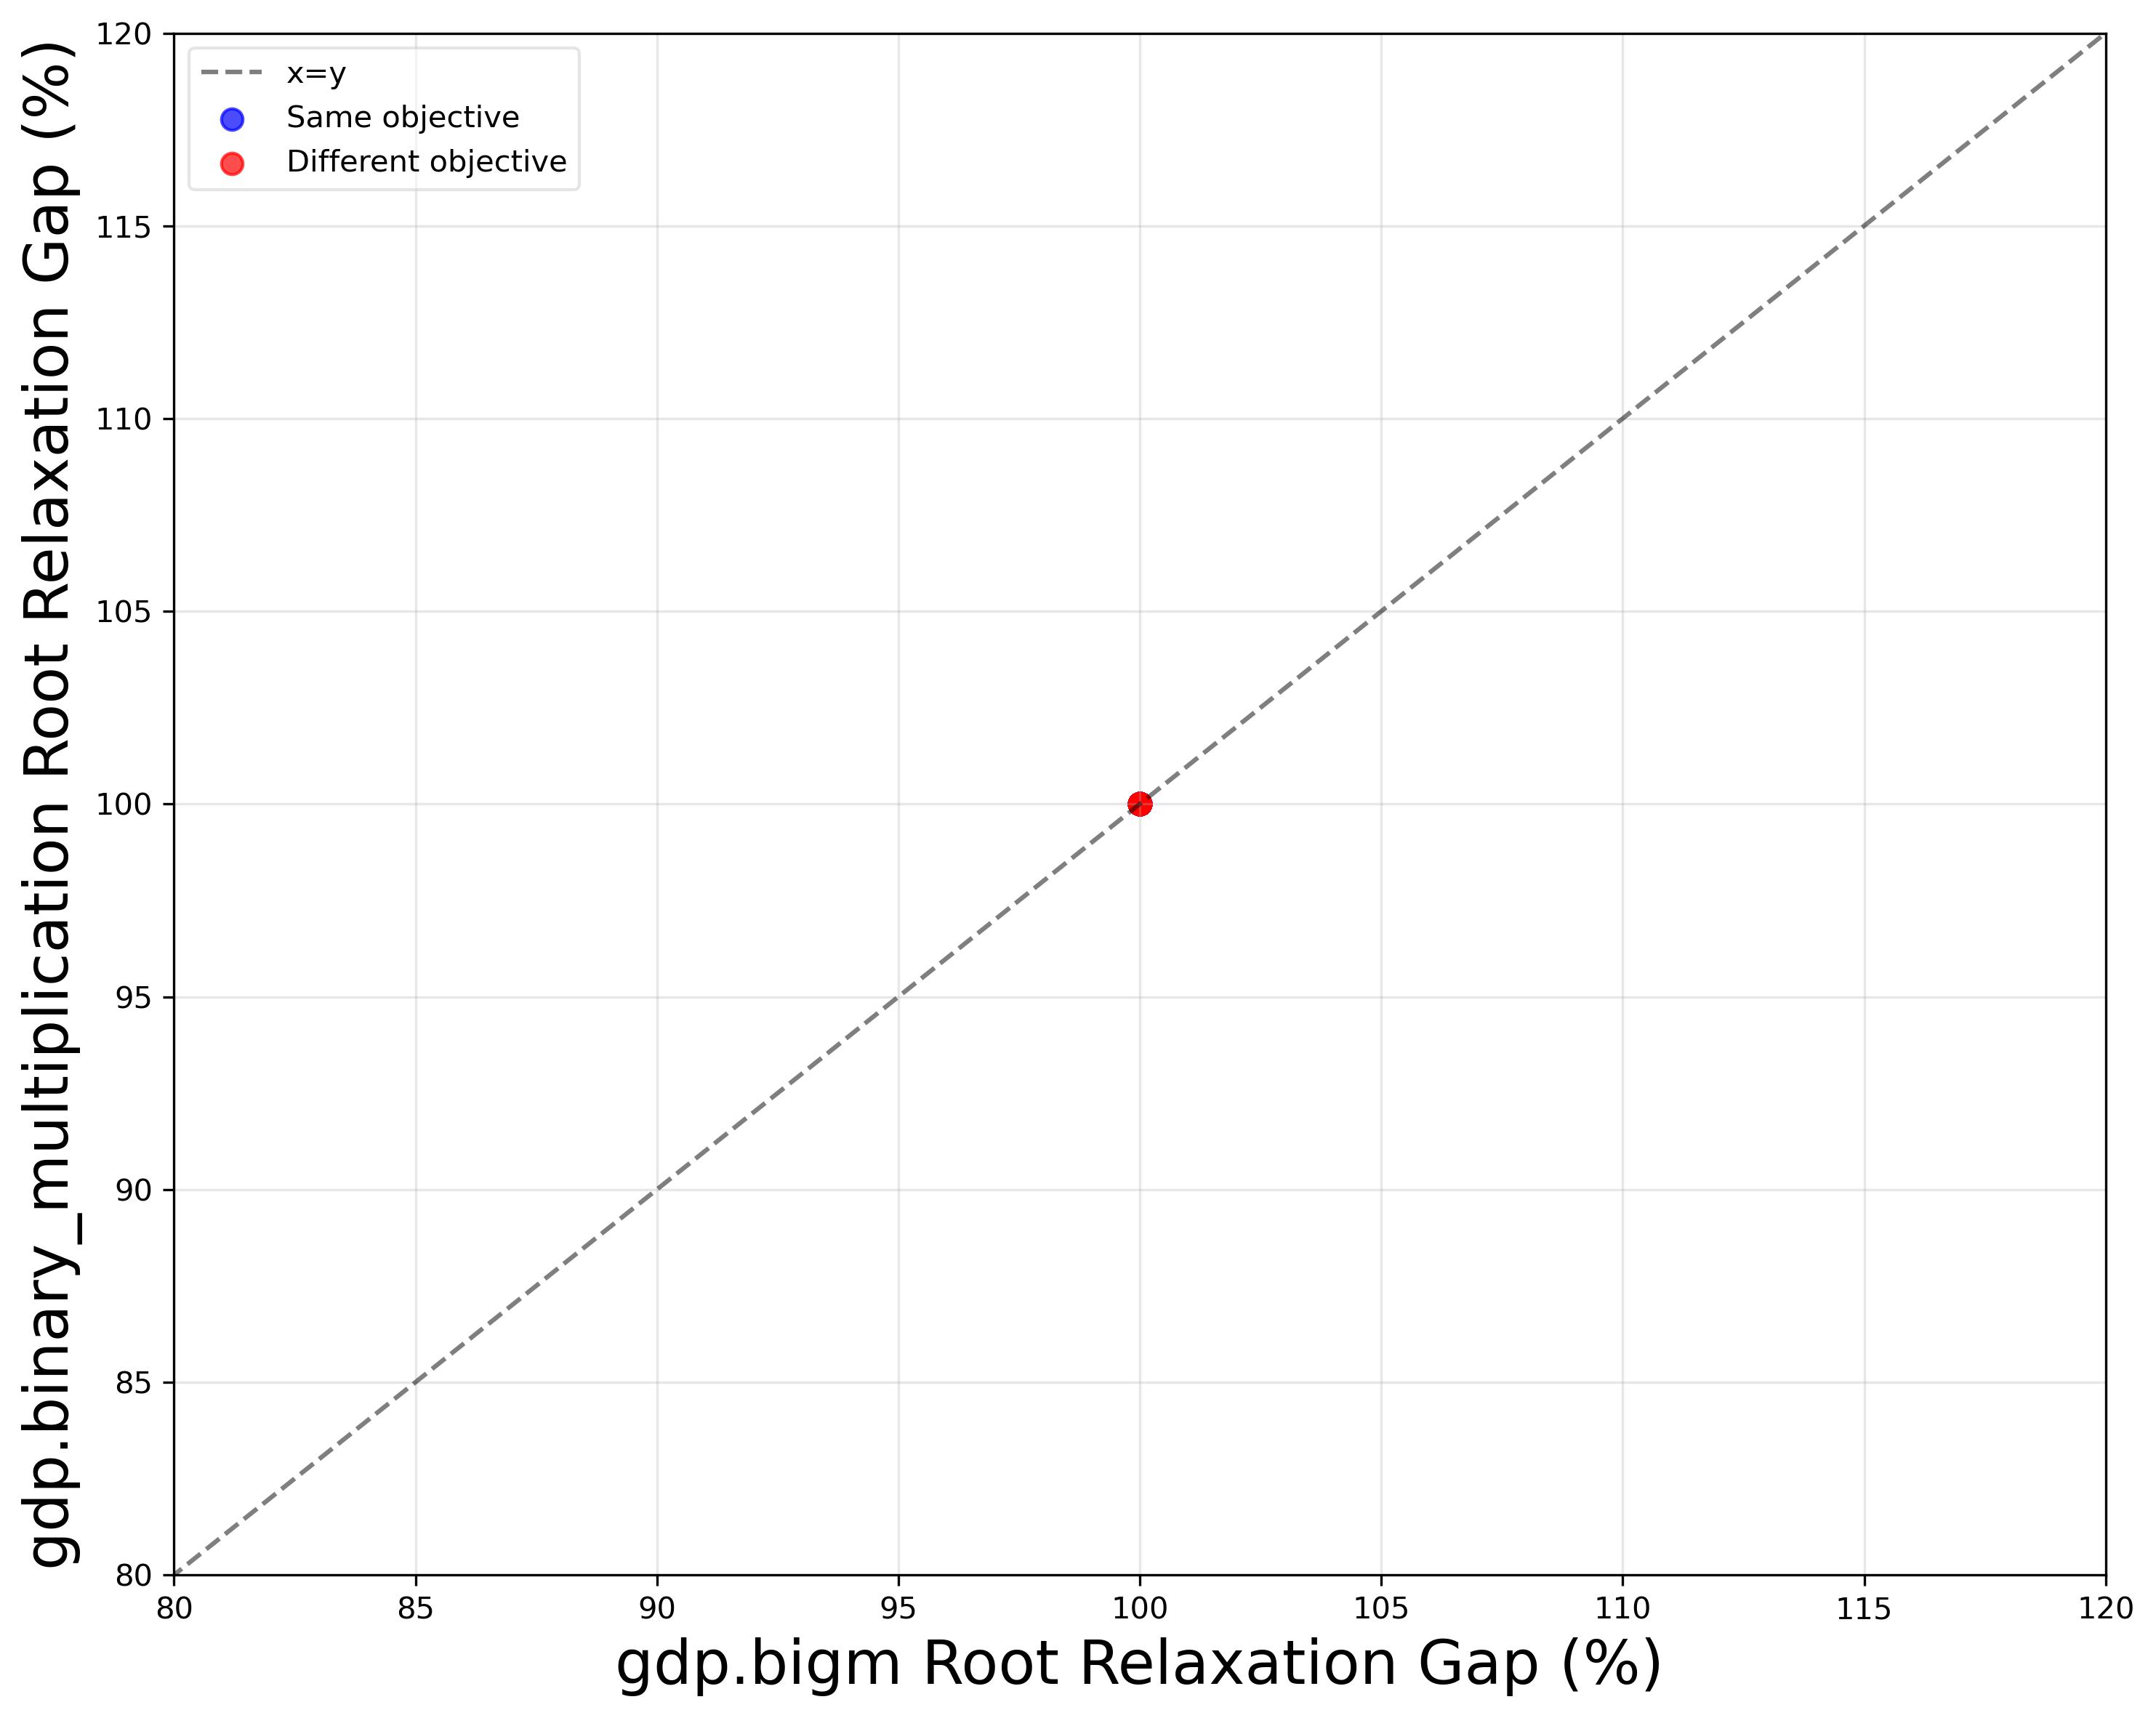 gdp.binary_multiplication Root Relaxation Gap (%)
120
115
110
105
100
95
90
85
80
x=y
Same objective
Different objective
80 85 90 95 100 105 110 115 120
gdp.bigm Root Relaxation Gap (%)